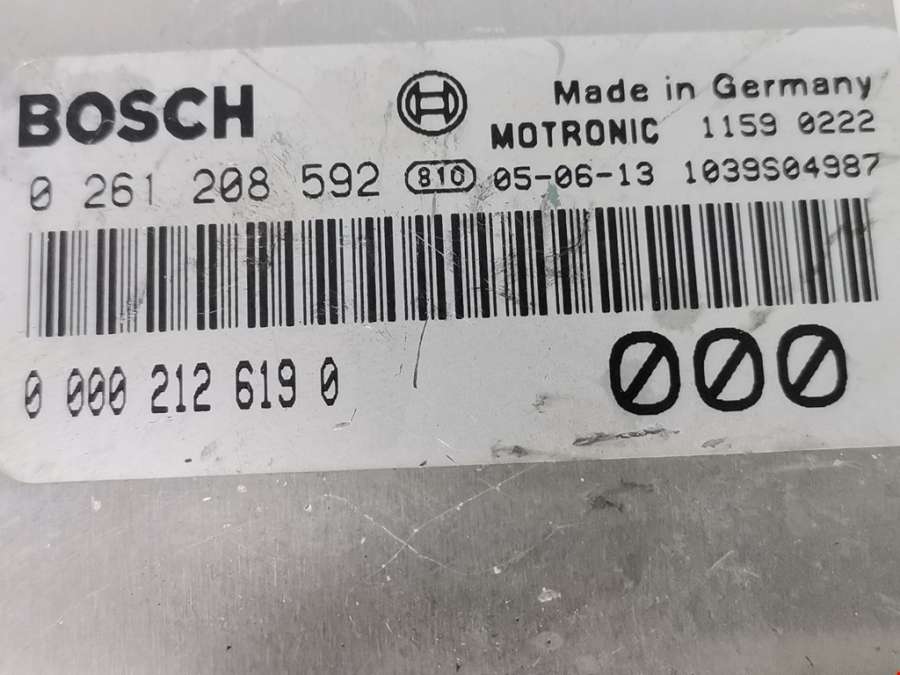 BOSCH
Made in Germany
MOTRONIC 1159 0222
0 261 208 592 810 05-06-13 1039S04987
0 000 212 619 0
000